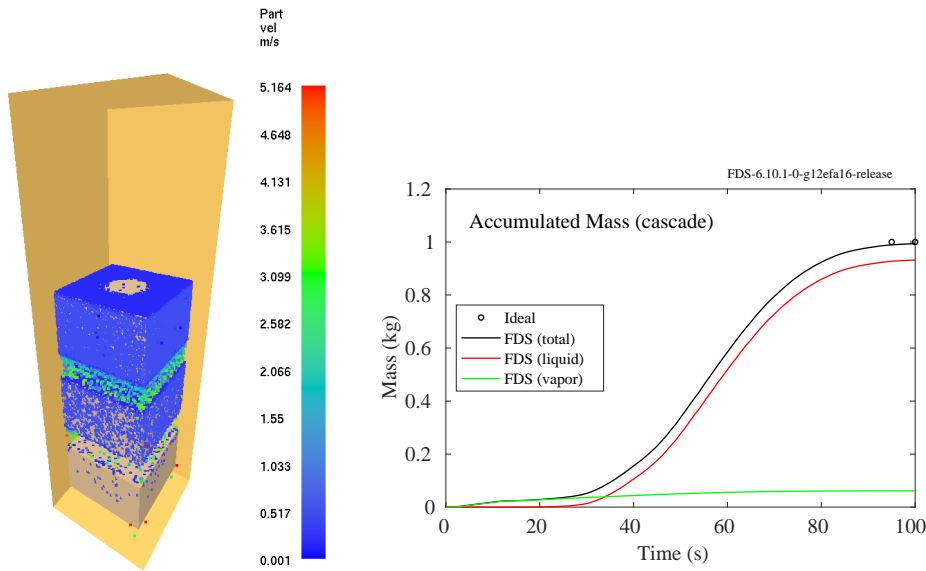 Part
vel
m/s
5.164
4.648
4.131
3.615
3.099
2.582
2.066
1.55
1.033
0.517
0.001
FDS-6.10.1-0-g12efa16-release
Accumulated Mass (cascade)
1.2
1
0.8
0.6
0.4
0.2
0
Mass (kg)
Ideal
FDS (total)
FDS (liquid)
FDS (vapor)
0 20 40 60 80 100
Time (s)